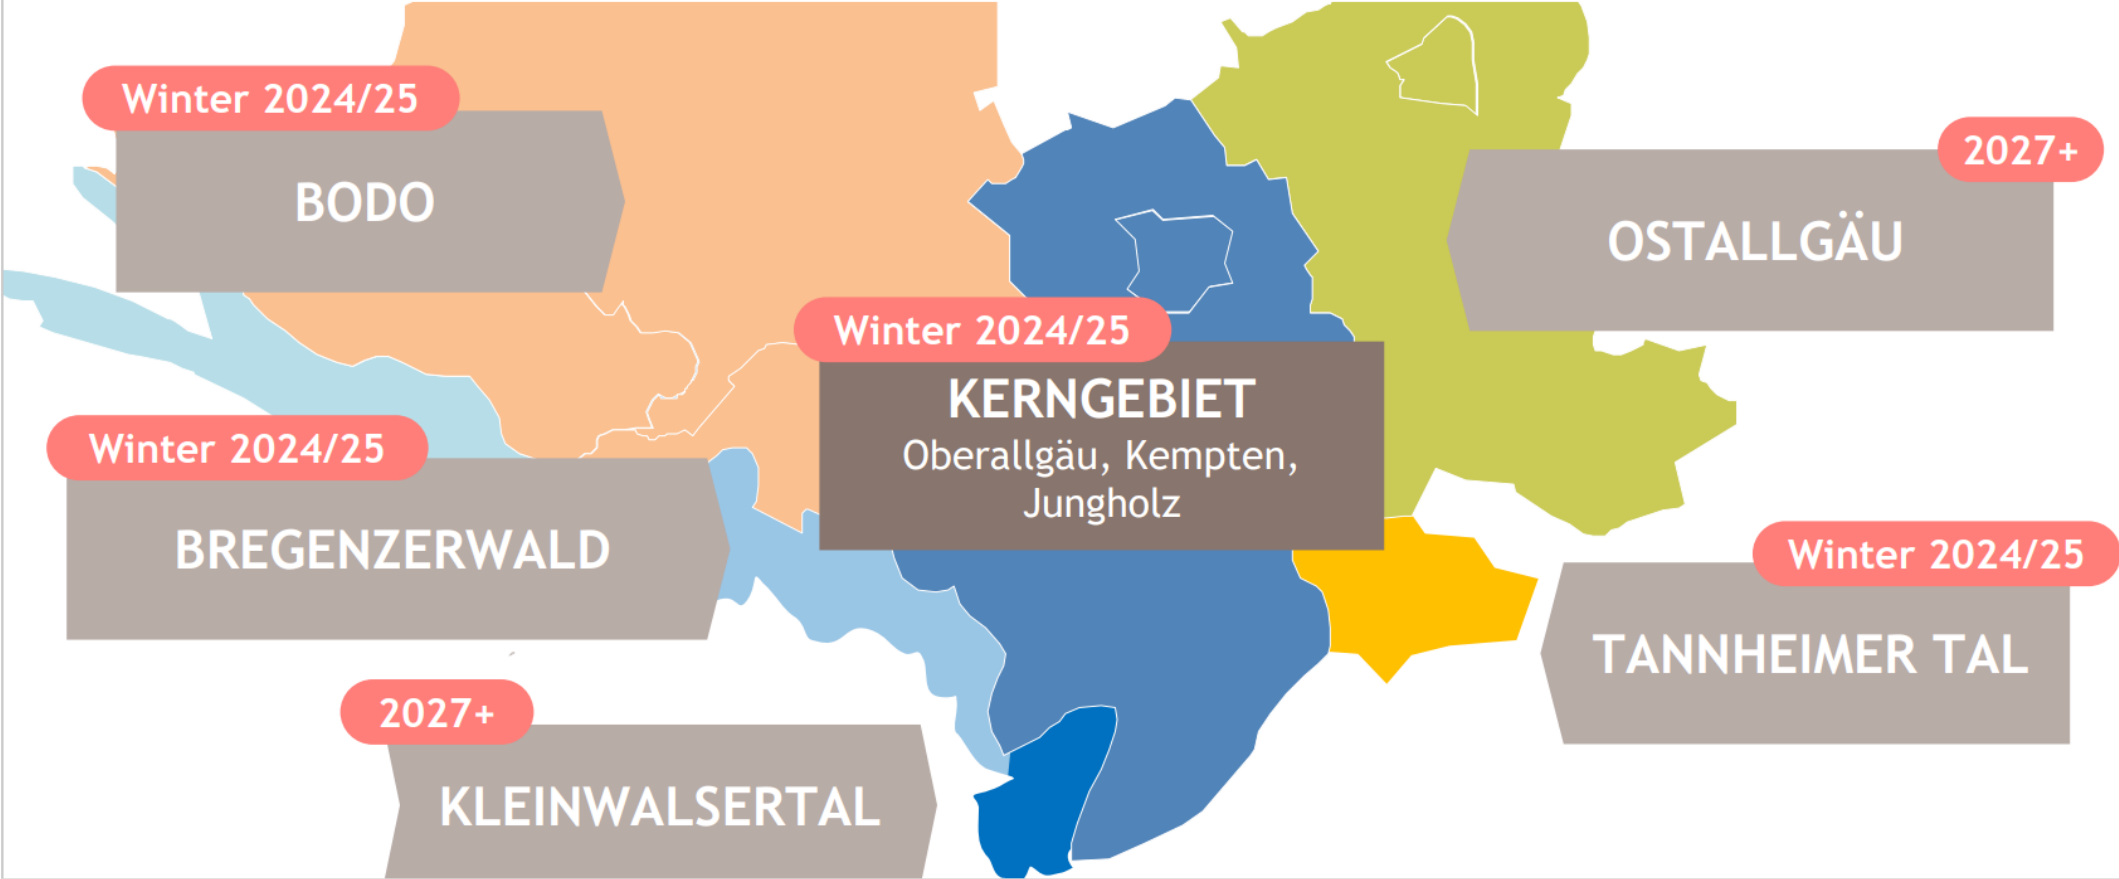 Winter 2024/25
BODO
2027+
OSTALLGÄU
Winter 2024/25
KERNGEBIET
Oberallgäu, Kempten,
Jungholz
Winter 2024/25
BREGENZERWALD
Winter 2024/25
TANNHEIMER TAL
2027+
KLEINWALSERTAL